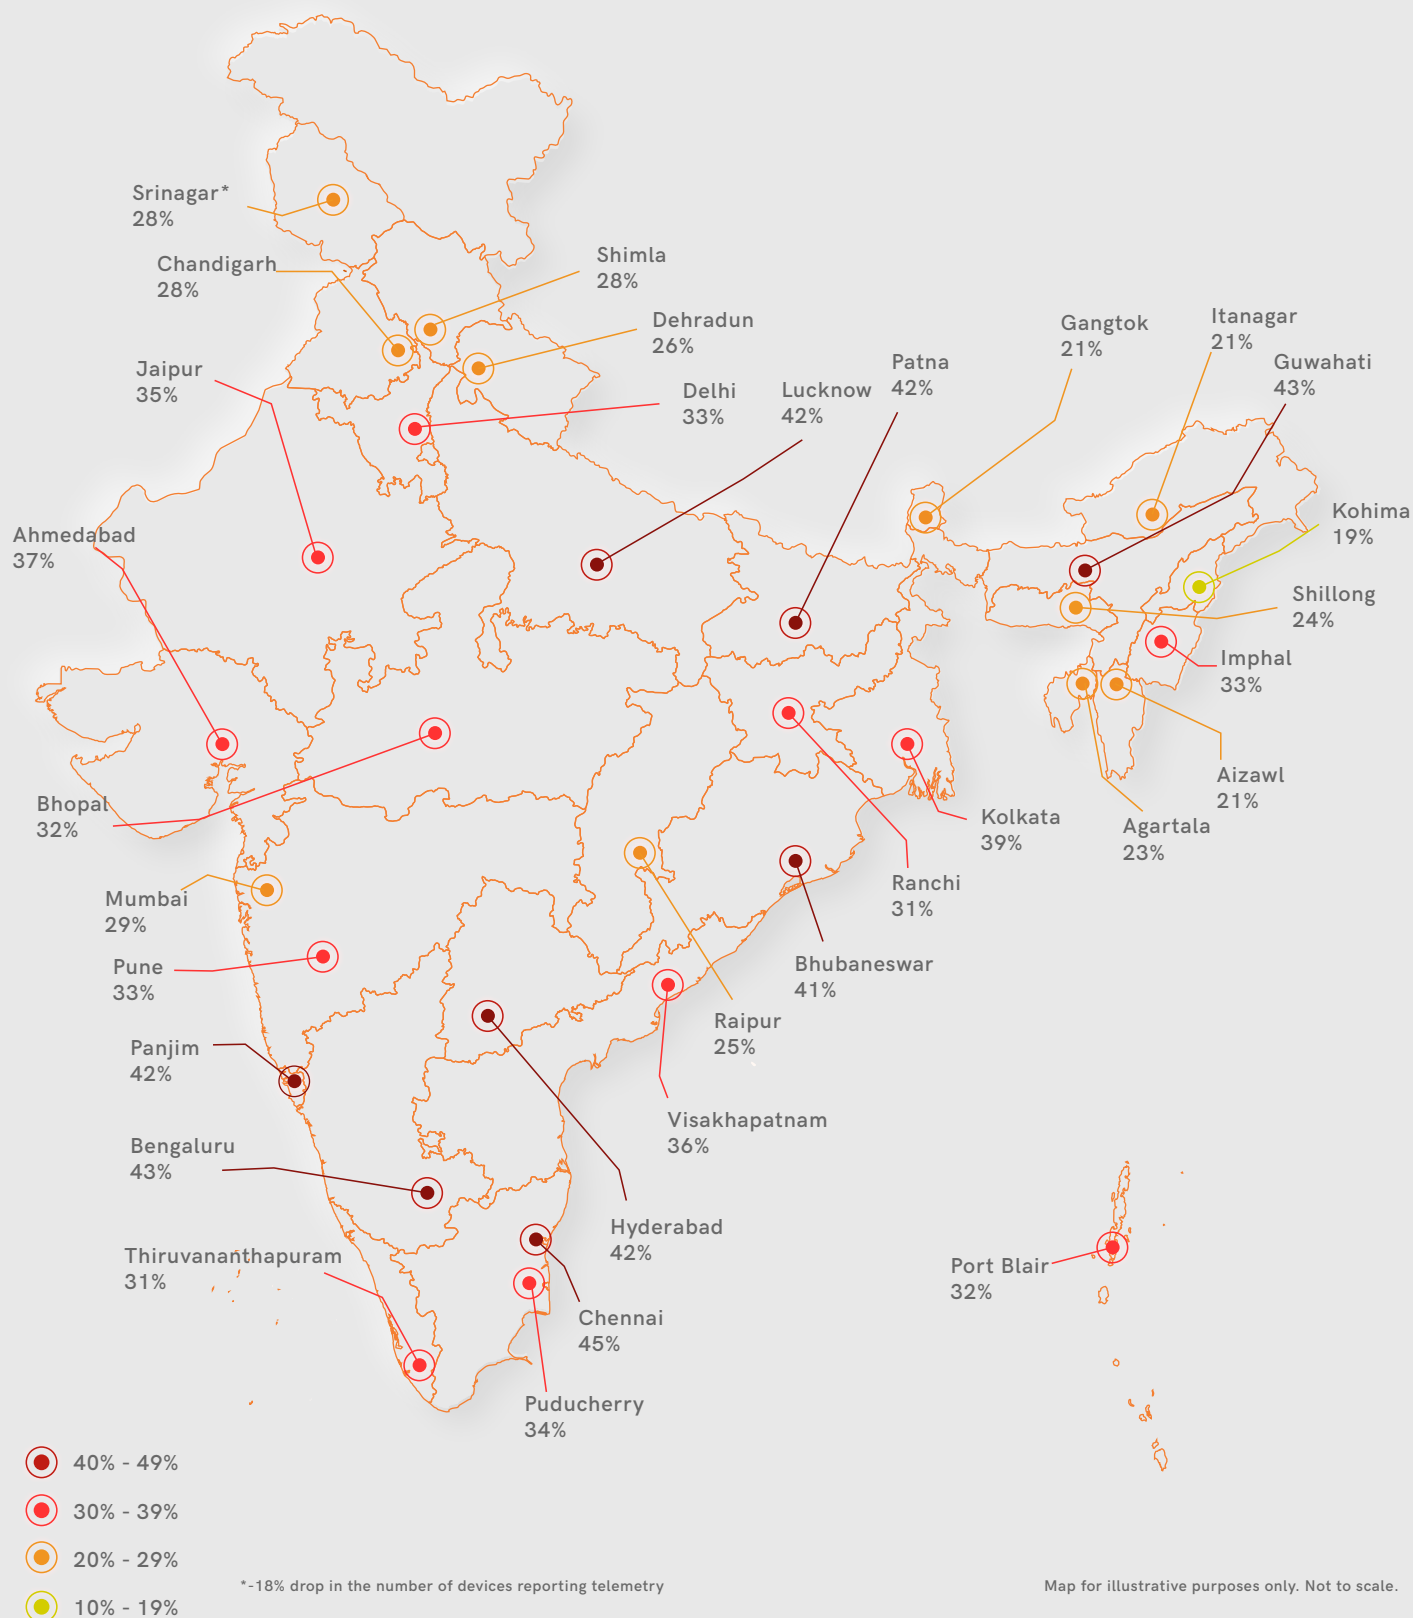 Srinagar*
28%
Chandigarh
28%
Shimla
28%
Dehradun
26%
Jaipur
35%
Delhi
33%
Lucknow
42%
Patna
42%
Gangtok
21%
Itanagar
21%
Guwahati
43%
Kohima
19%
Ahmedabad
37%
Shillong
24%
Imphal
33%
Aizawl
21%
Agartala
23%
Bhopal
32%
Kolkata
39%
Ranchi
31%
Mumbai
29%
Pune
33%
Bhubaneswar
41%
Raipur
25%
Panjim
42%
Visakhapatnam
36%
Bengaluru
43%
Hyderabad
42%
Thiruvananthapuram
31%
Port Blair
32%
Chennai
45%
Puducherry
34%
40% - 49%
30% - 39%
20% - 29%
10% - 19%
*-18% drop in the number of devices reporting telemetry
Map for illustrative purposes only. Not to scale.